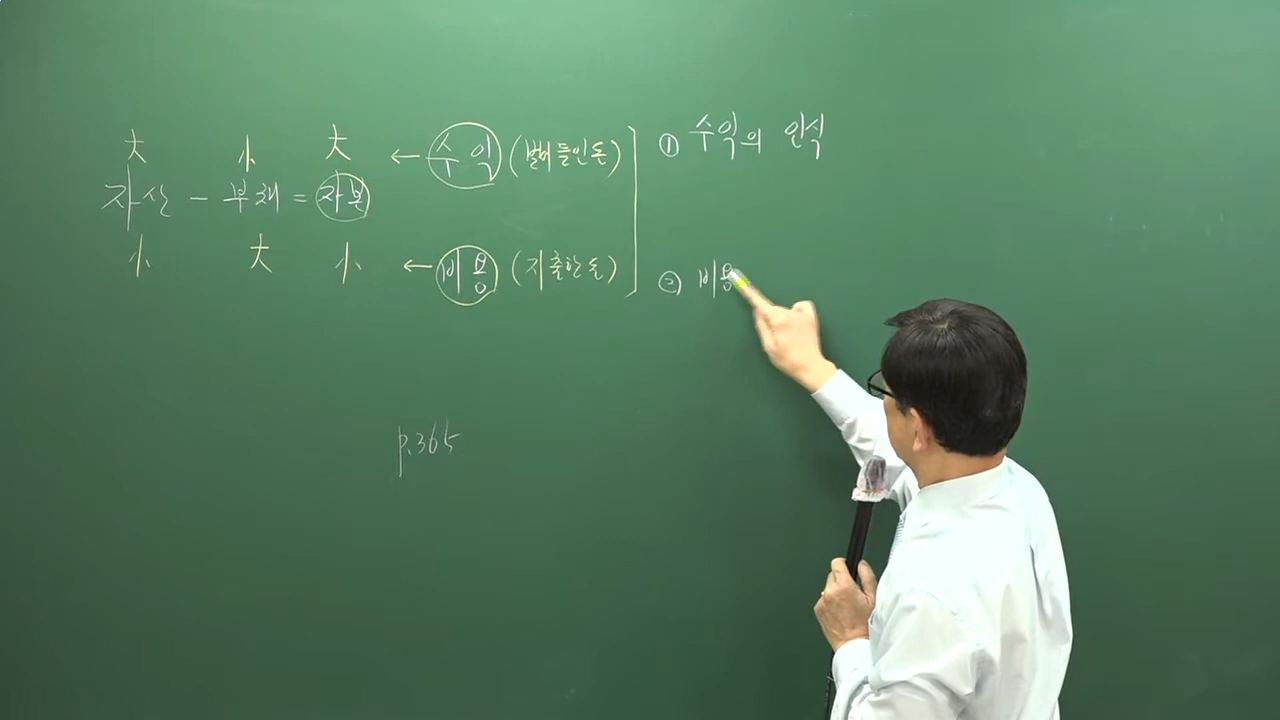 大 小 大 ← 수익 (벌어들인돈) ① 수익의 인식
자산 - 부채 = 자본
小 大 小 ← 비용 (지출한돈) ② 비용
p.365